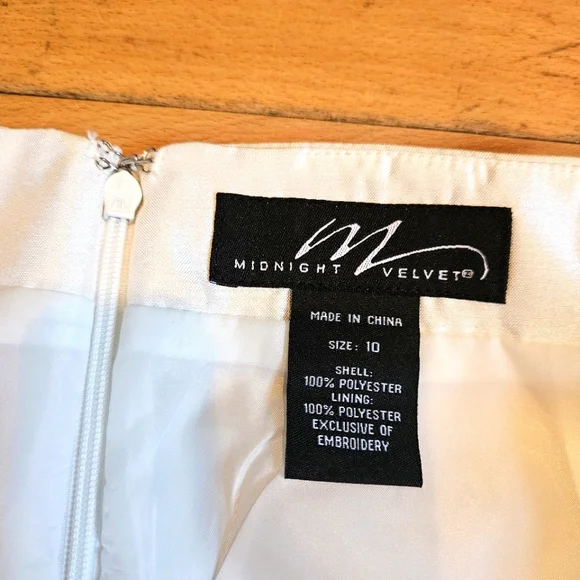 M
MIDNIGHT VELVET®
MADE IN CHINA
SIZE: 10
SHELL:
100% POLYESTER
LINING:
100% POLYESTER
EXCLUSIVE OF
EMBROIDERY